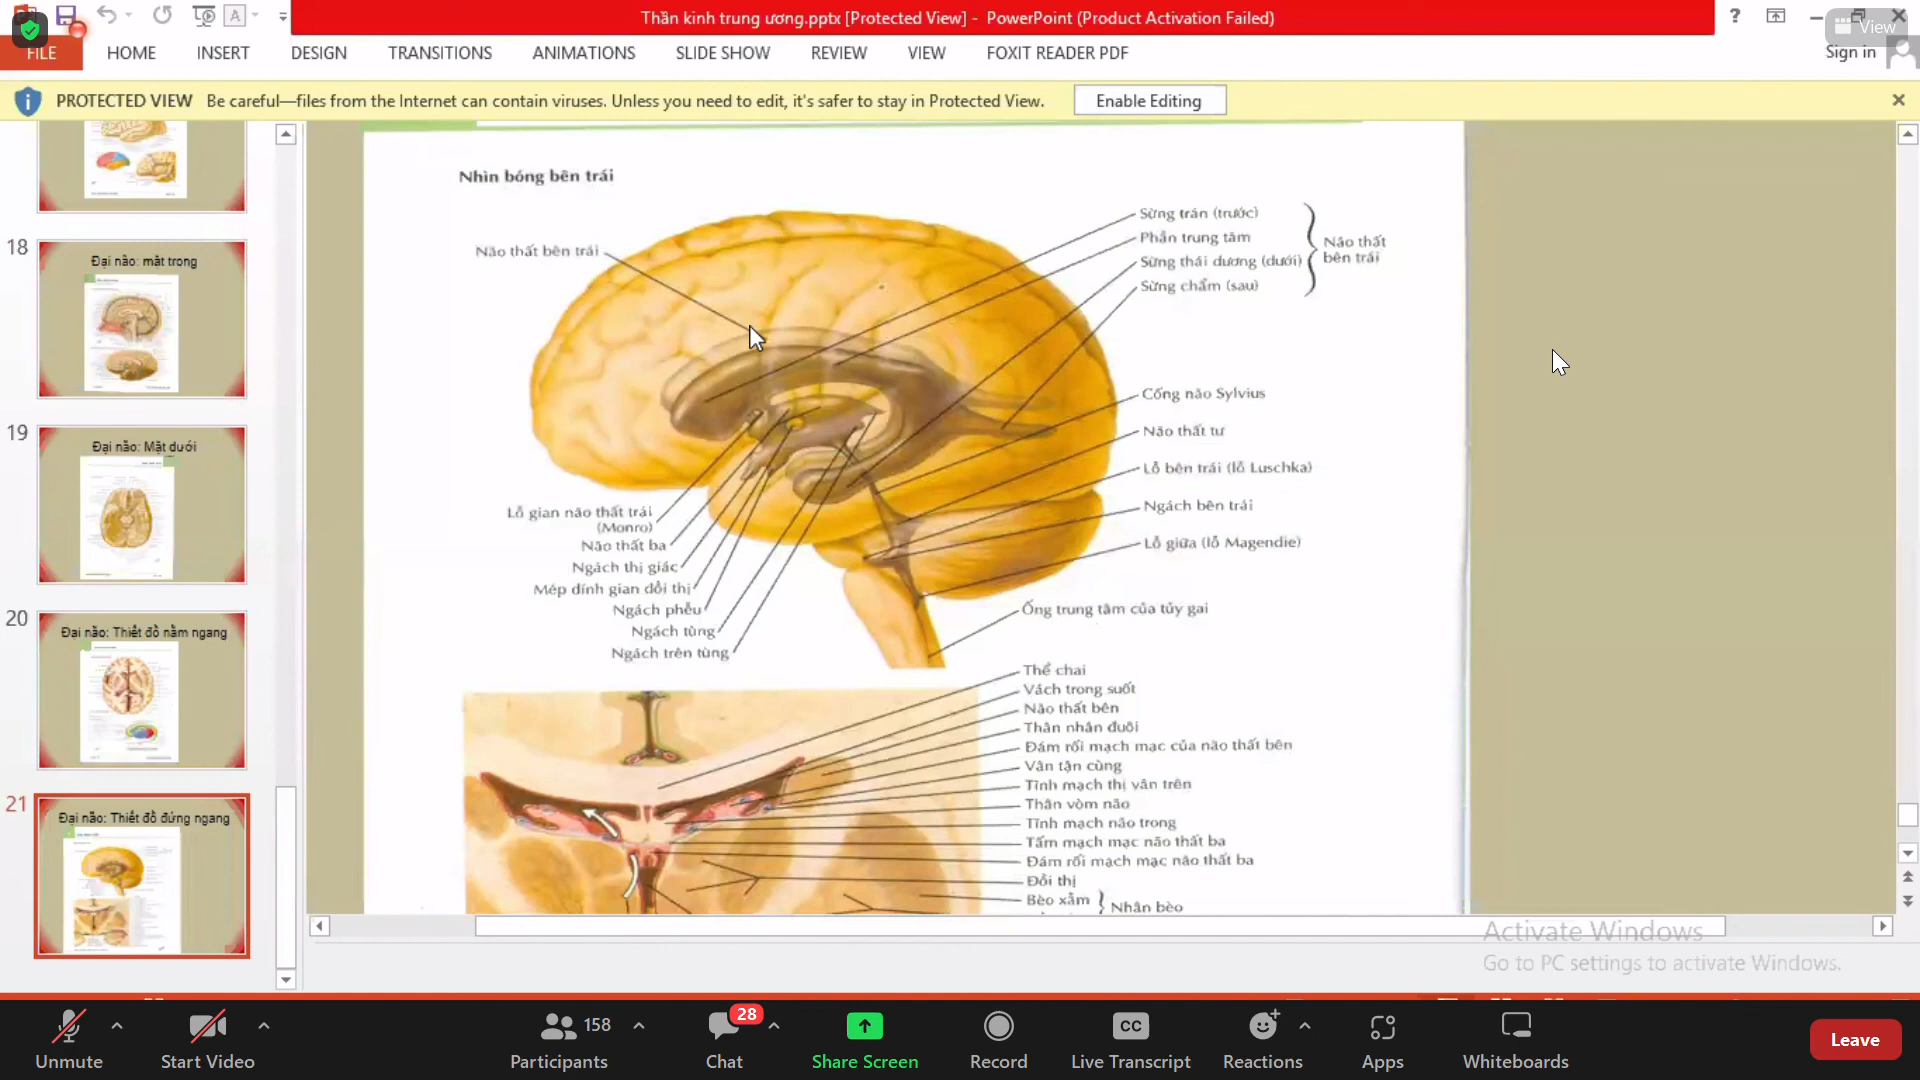 Thần kinh trung ương.pptx [Protected View] - PowerPoint (Product Activation Failed)
View
FILE
HOME
INSERT
DESIGN
TRANSITIONS
ANIMATIONS
SLIDE SHOW
REVIEW
VIEW
FOXIT READER PDF
Sign in
PROTECTED VIEW Be careful—files from the Internet can contain viruses. Unless you need to edit, it's safer to stay in Protected View.
Enable Editing
18
Đại não: mặt trong
19
Đại não: Mặt dưới
20
Đại não: Thiết đồ nằm ngang
21
Đại não: Thiết đồ đứng ngang
Nhìn bóng bên trái
Não thất bên trái
Sừng trán (trước)
Phần trung tâm
Sừng thái dương (dưới)
Sừng chẩm (sau)
Não thất
bên trái
Cống não Sylvius
Não thất tư
Lỗ bên trái (lỗ Luschka)
Ngách bên trái
Lỗ giữa (lỗ Magendie)
Ống trung tâm của tủy gai
Lỗ gian não thất trái
(Monro)
Não thất ba
Ngách thị giác
Mép dính gian đồi thị
Ngách phễu
Ngách tùng
Ngách trên tùng
Thể chai
Vách trong suốt
Não thất bên
Thân nhân đuôi
Đám rối mạch mạc của não thất bên
Vân tận cùng
Tĩnh mạch thị vân trên
Thân vòm não
Tĩnh mạch não trong
Tấm mạch mạc não thất ba
Đám rối mạch mạc não thất ba
Đồi thị
Bèo xẫm
Nhân bèo
Activate Windows
Go to PC settings to activate Windows.
Unmute
Start Video
158
Participants
28
Chat
Share Screen
Record
CC
Live Transcript
Reactions
Apps
Whiteboards
Leave